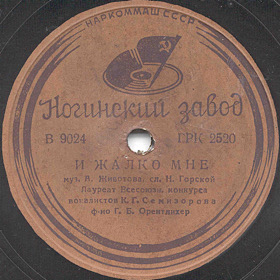 НАРКОММАШ СССР
Ногинский завод
В 9024 ГРК 2520
И ЖАЛКО МНЕ
муз. А. Животова, сл. Н. Горской
Лауреат Всесоюзн. конкурса
вокалистов К. Г. Семизорова
ф-но Г. Б. Орентлихер